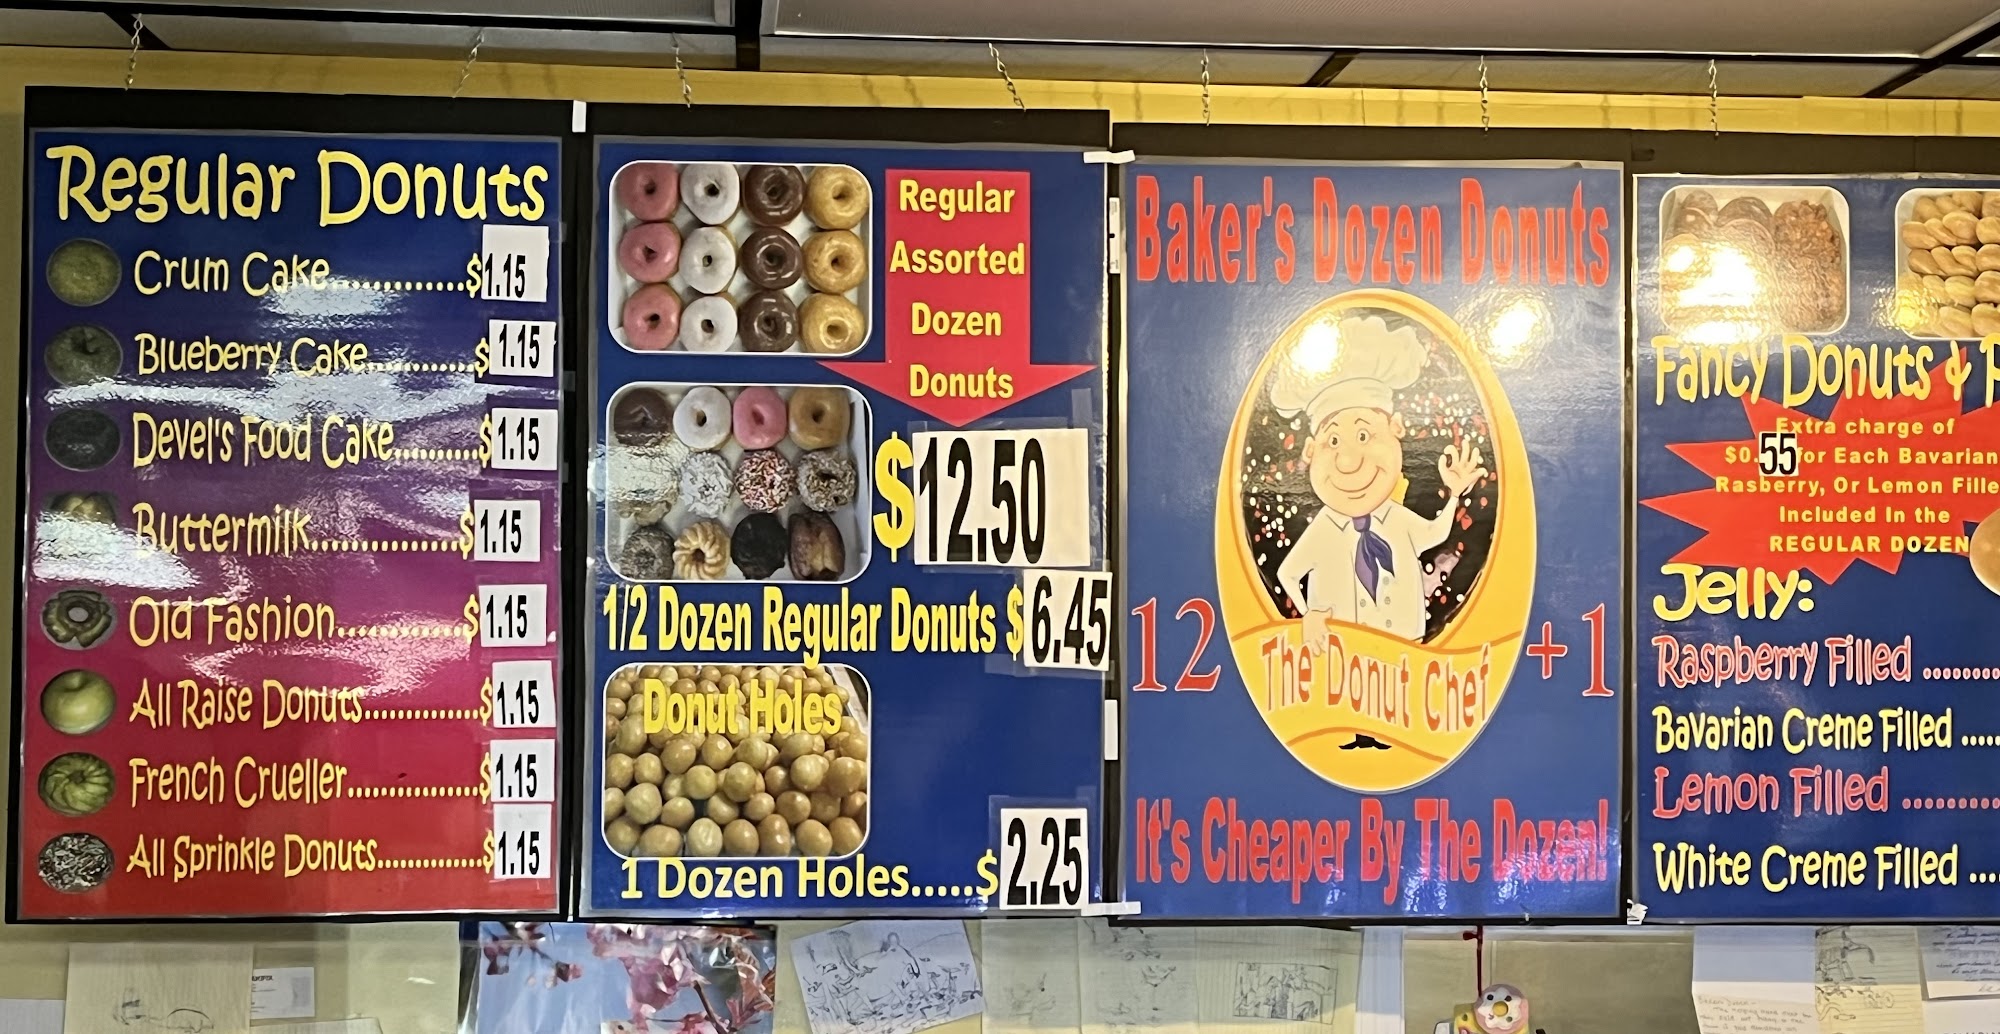 Regular Donuts
Crum Cake.............$1.15
Blueberry Cake..........$1.15
Devel's Food Cake.........$1.15
Buttermilk................$1.15
Old Fashion..............$1.15
All Raise Donuts.............$1.15
French Crueller...............$1.15
All Sprinkle Donuts.............$1.15
Regular
Assorted
Dozen
Donuts
$12.50
1/2 Dozen Regular Donuts $6.45
Donut Holes
1 Dozen Holes.....$2.25
Baker's Dozen Donuts
12
+1
The Donut Chef
It's Cheaper By The Dozen!
Fancy Donuts &
Extra charge of
$0.55 for Each Bavarian
Rasberry, Or Lemon Fille
Included In the
REGULAR DOZEN
Jelly:
Raspberry Filled .........
Bavarian Creme Filled .....
Lemon Filled ..........
White Creme Filled ....